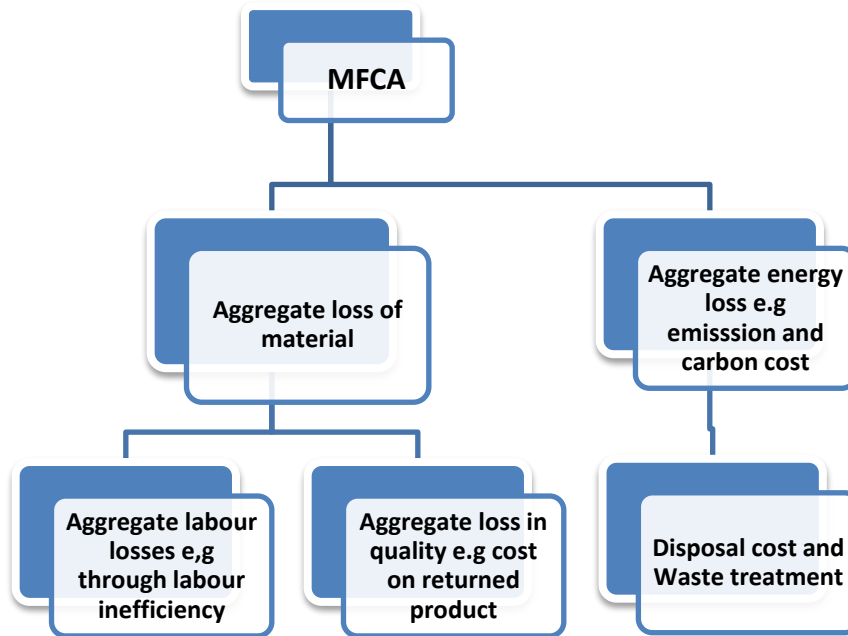 MFCA
Aggregate loss of
material
Aggregate energy
loss e.g
emisssion and
carbon cost
Aggregate labour
losses e,g
through labour
inefficiency
Aggregate loss in
quality e.g cost
on returned
product
Disposal cost and
Waste treatment